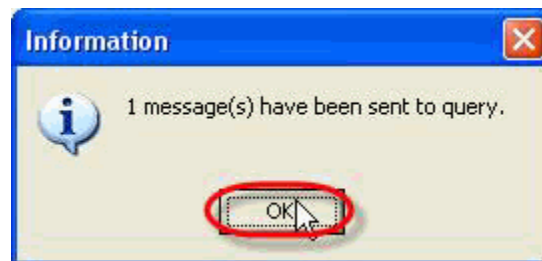 Information
1 message(s) have been sent to query.
OK